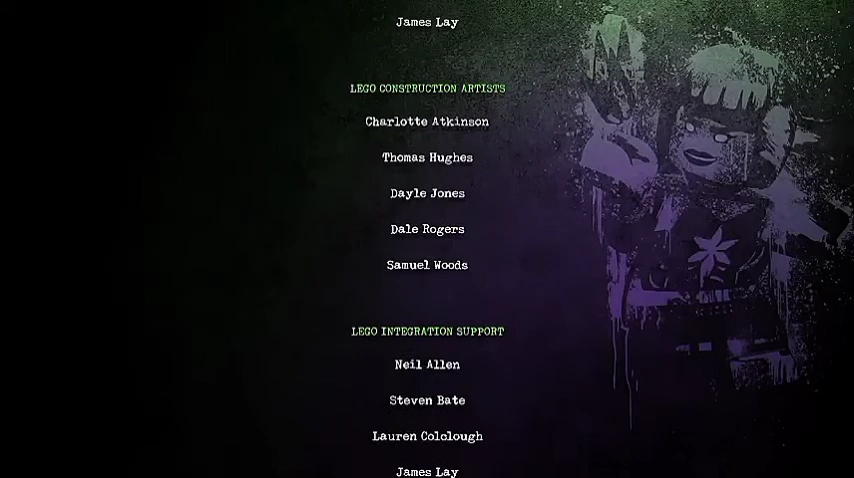 James Lay
LEGO CONSTRUCTION ARTISTS
Charlotte Atkinson
Thomas Hughes
Dayle Jones
Dale Rogers
Samuel Woods
LEGO INTEGRATION SUPPORT
Neil Allen
Steven Bate
Lauren Colclough
James Lay